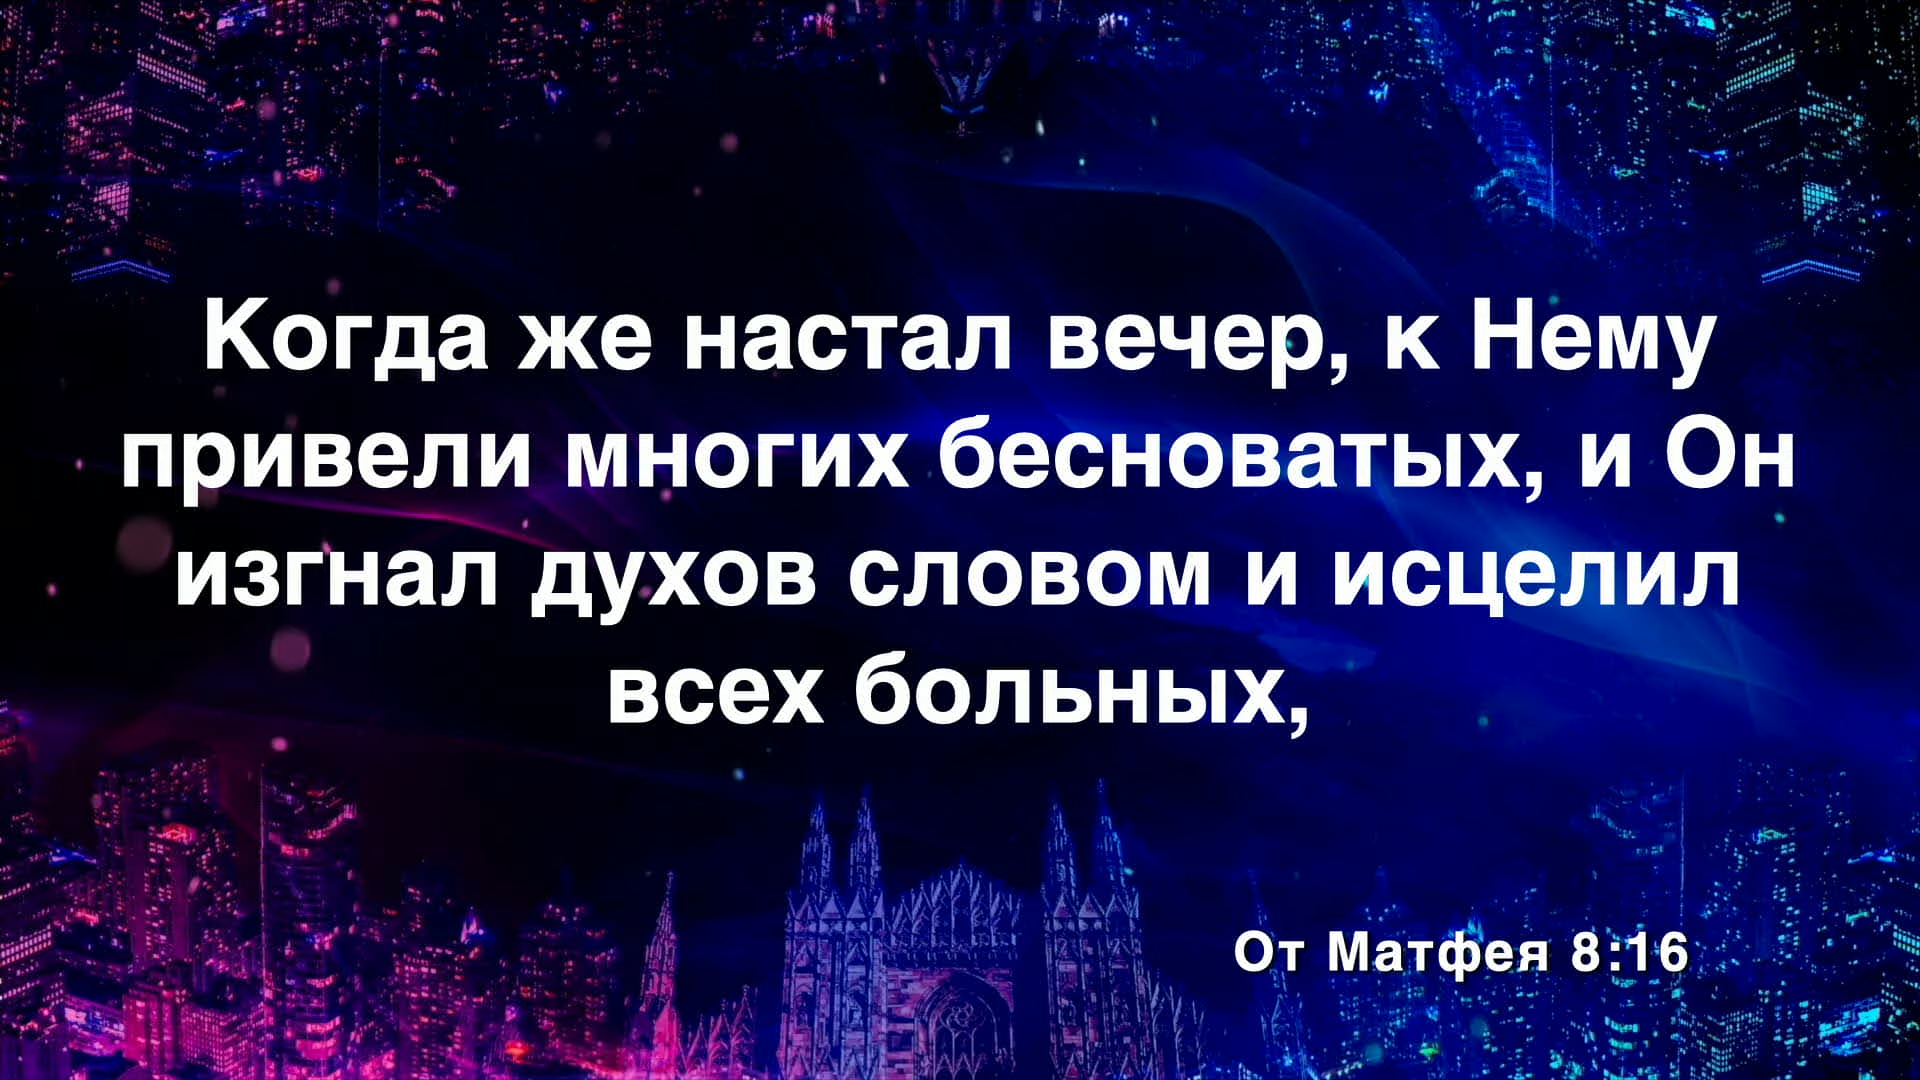 Когда же настал вечер, к Нему
привели многих бесноватых, и Он
изгнал духов словом и исцелил
всех больных,
От Матфея 8:16